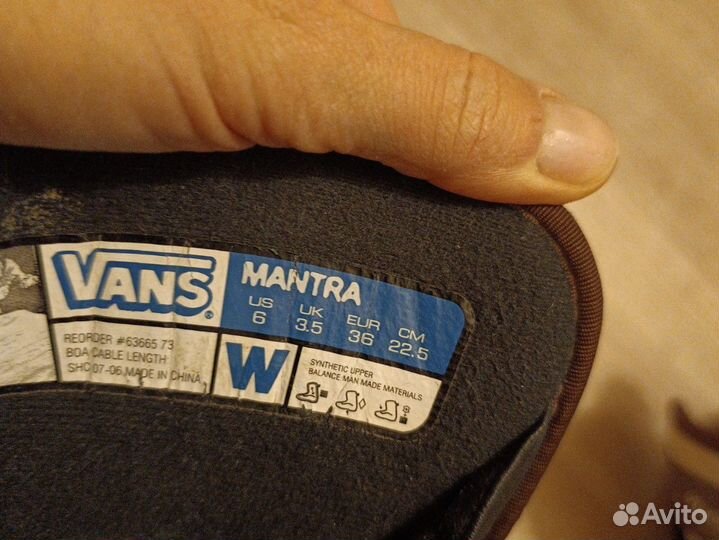 VANS
MANTRA
US UK EUR CM
6 3.5 36 22.5
REORDER #63665 73
BOA CABLE LENGTH
SHC 07-06 MADE IN CHINA
W
SYNTHETIC UPPER
BALANCE MAN MADE MATERIALS
Avito